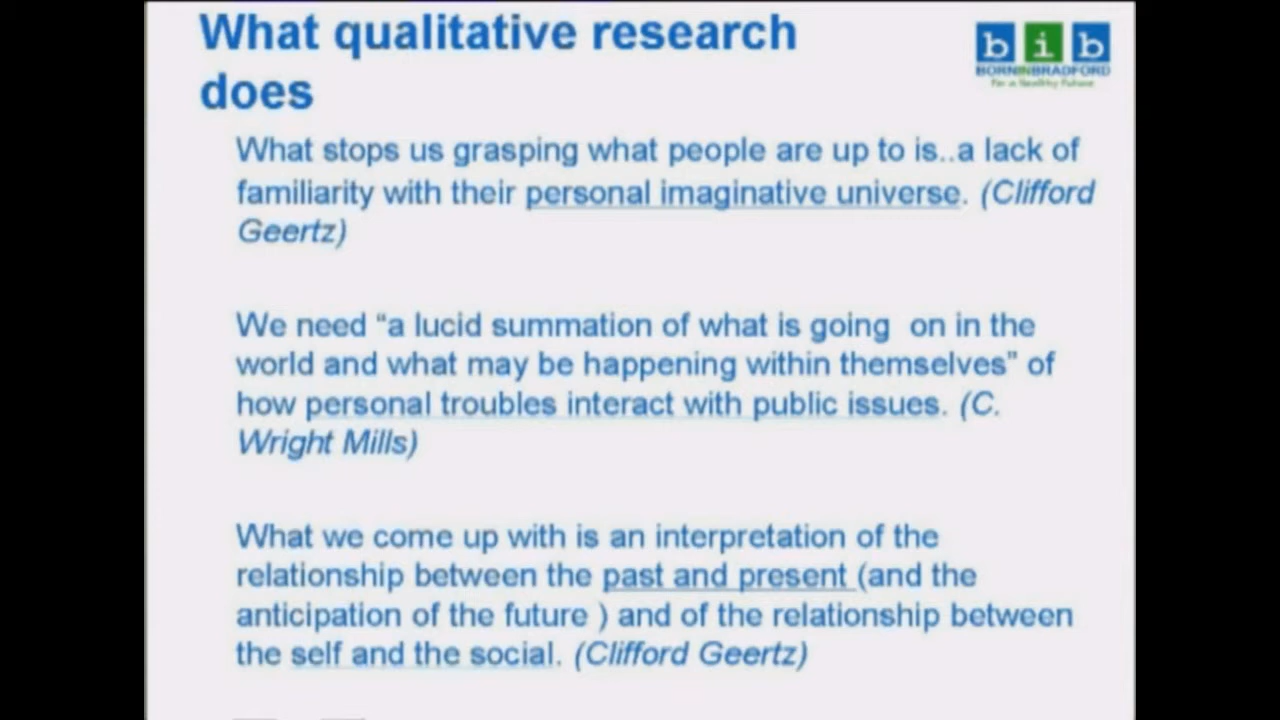 What qualitative research
does
b i b
BORNINBRADFORD
For a Healthy Future
What stops us grasping what people are up to is..a lack of
familiarity with their personal imaginative universe. (Clifford
Geertz)
We need “a lucid summation of what is going  on in the
world and what may be happening within themselves” of
how personal troubles interact with public issues. (C.
Wright Mills)
What we come up with is an interpretation of the
relationship between the past and present (and the
anticipation of the future ) and of the relationship between
the self and the social. (Clifford Geertz)